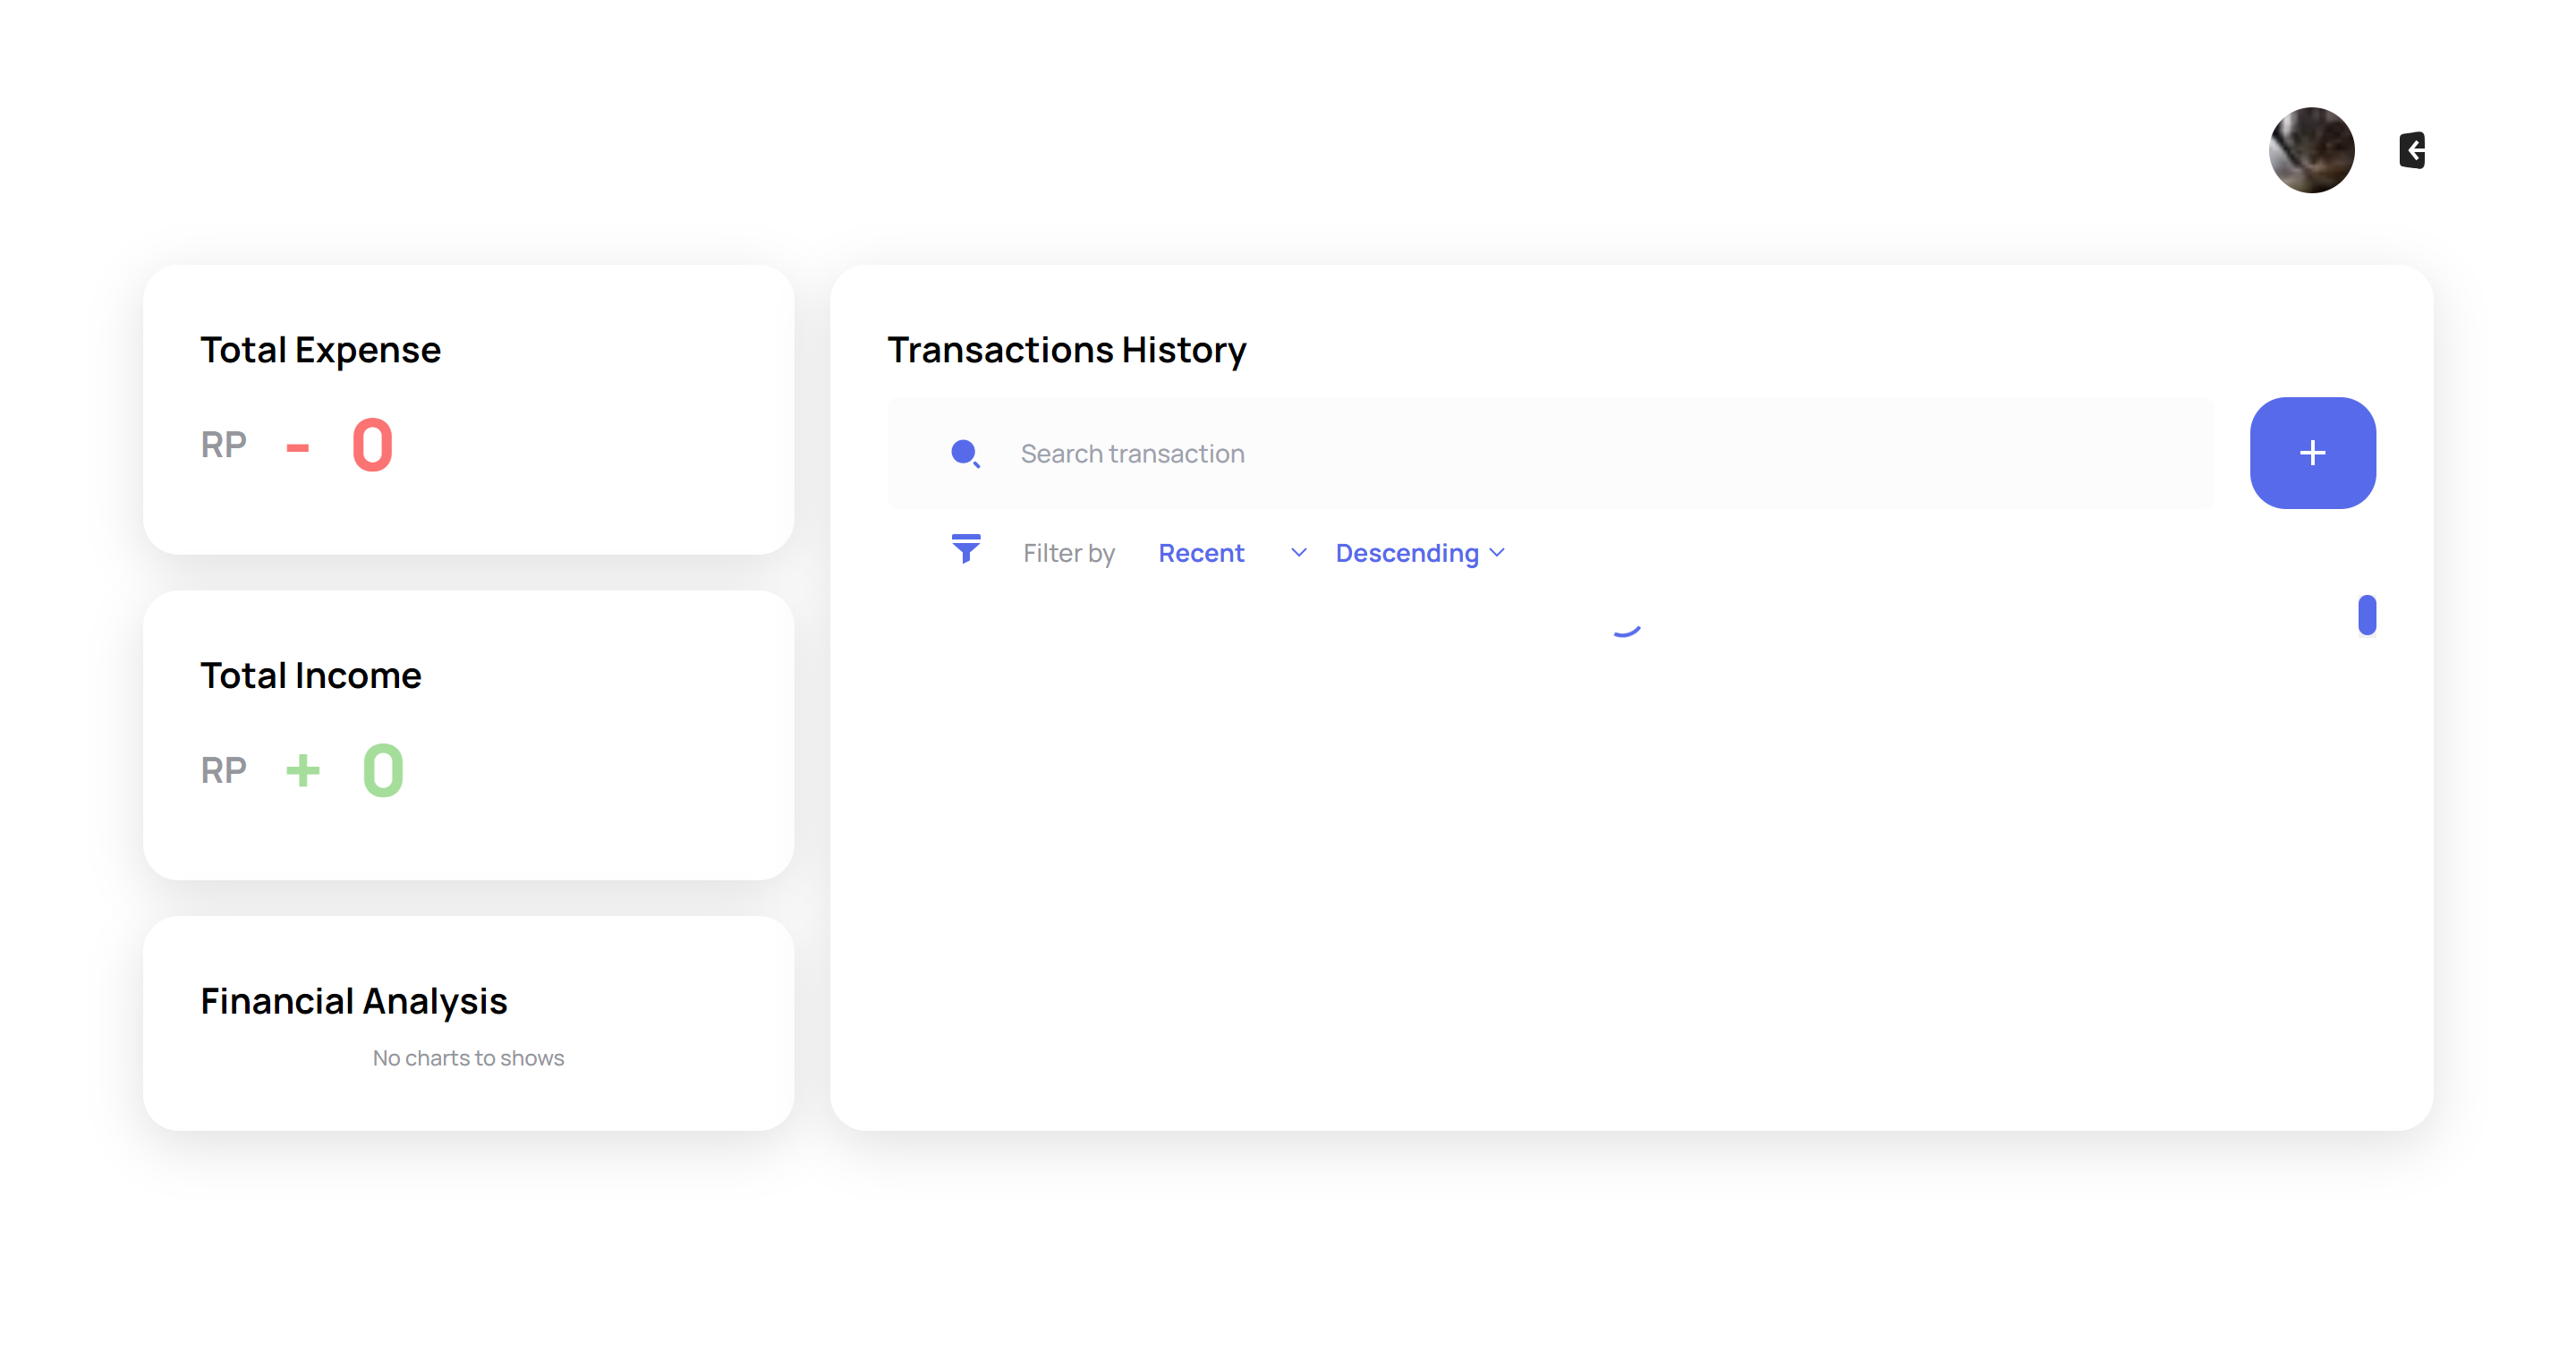 Total Expense
RP - 0
Total Income
RP + 0
Financial Analysis
No charts to shows
Transactions History
Search transaction
+
Filter by Recent Descending